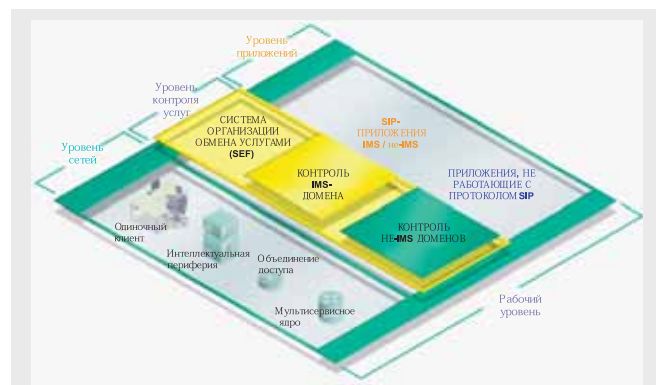 Уровень
приложений
Уровень
контроля
услуг
Уровень
сетей
СИСТЕМА
ОРГАНИЗАЦИИ
ОБМЕНА УСЛУГАМИ
(SEF)
SIP-
ПРИЛОЖЕНИЯ
IMS / не-IMS
КОНТРОЛЬ
IMS-
ДОМЕНА
ПРИЛОЖЕНИЯ, НЕ
РАБОТАЮЩИЕ С
ПРОТОКОЛОМ SIP
КОНТРОЛЬ
НЕ-IMS ДОМЕНОВ
Одиночный
клиент
Интеллектуальная
периферия
Объединение
доступа
Мультисервисное
ядро
Рабочий
уровень